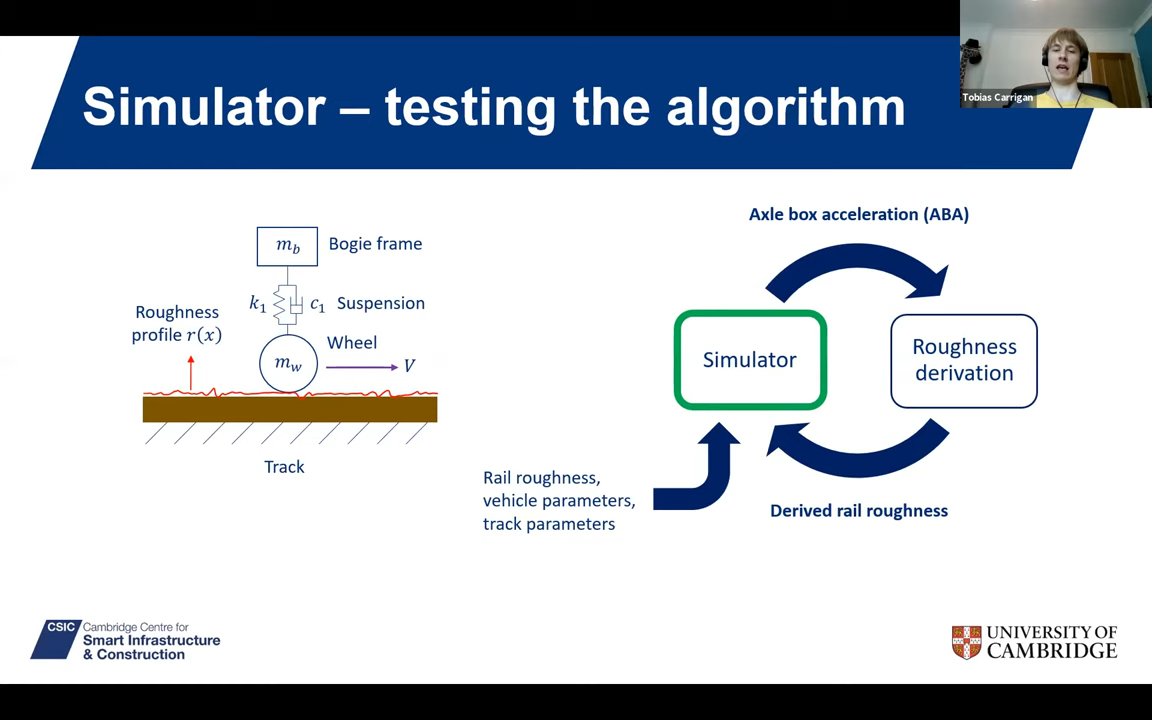 Simulator – testing the algorithm
Tobias Carrigan
m_b
Bogie frame
k_1
c_1
Suspension
Roughness
profile r(x)
Wheel
m_w
V
Track
Axle box acceleration (ABA)
Simulator
Roughness
derivation
Rail roughness,
vehicle parameters,
track parameters
Derived rail roughness
CSIC
Cambridge Centre for
Smart Infrastructure
& Construction
UNIVERSITY OF
CAMBRIDGE